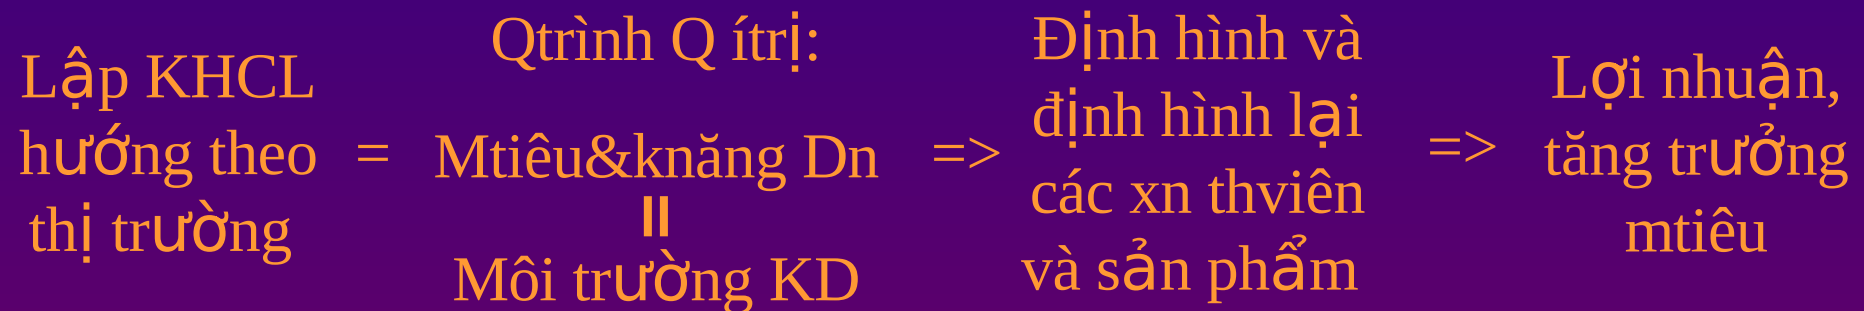 Lập KHCL
hướng theo
thị trường
=
Qtrình Q ítrị:
Mtiêu&knăng Dn
=
Môi trường KD
=>
Định hình và
định hình lại
các xn thviên
và sản phẩm
=>
Lợi nhuận,
tăng trưởng
mtiêu